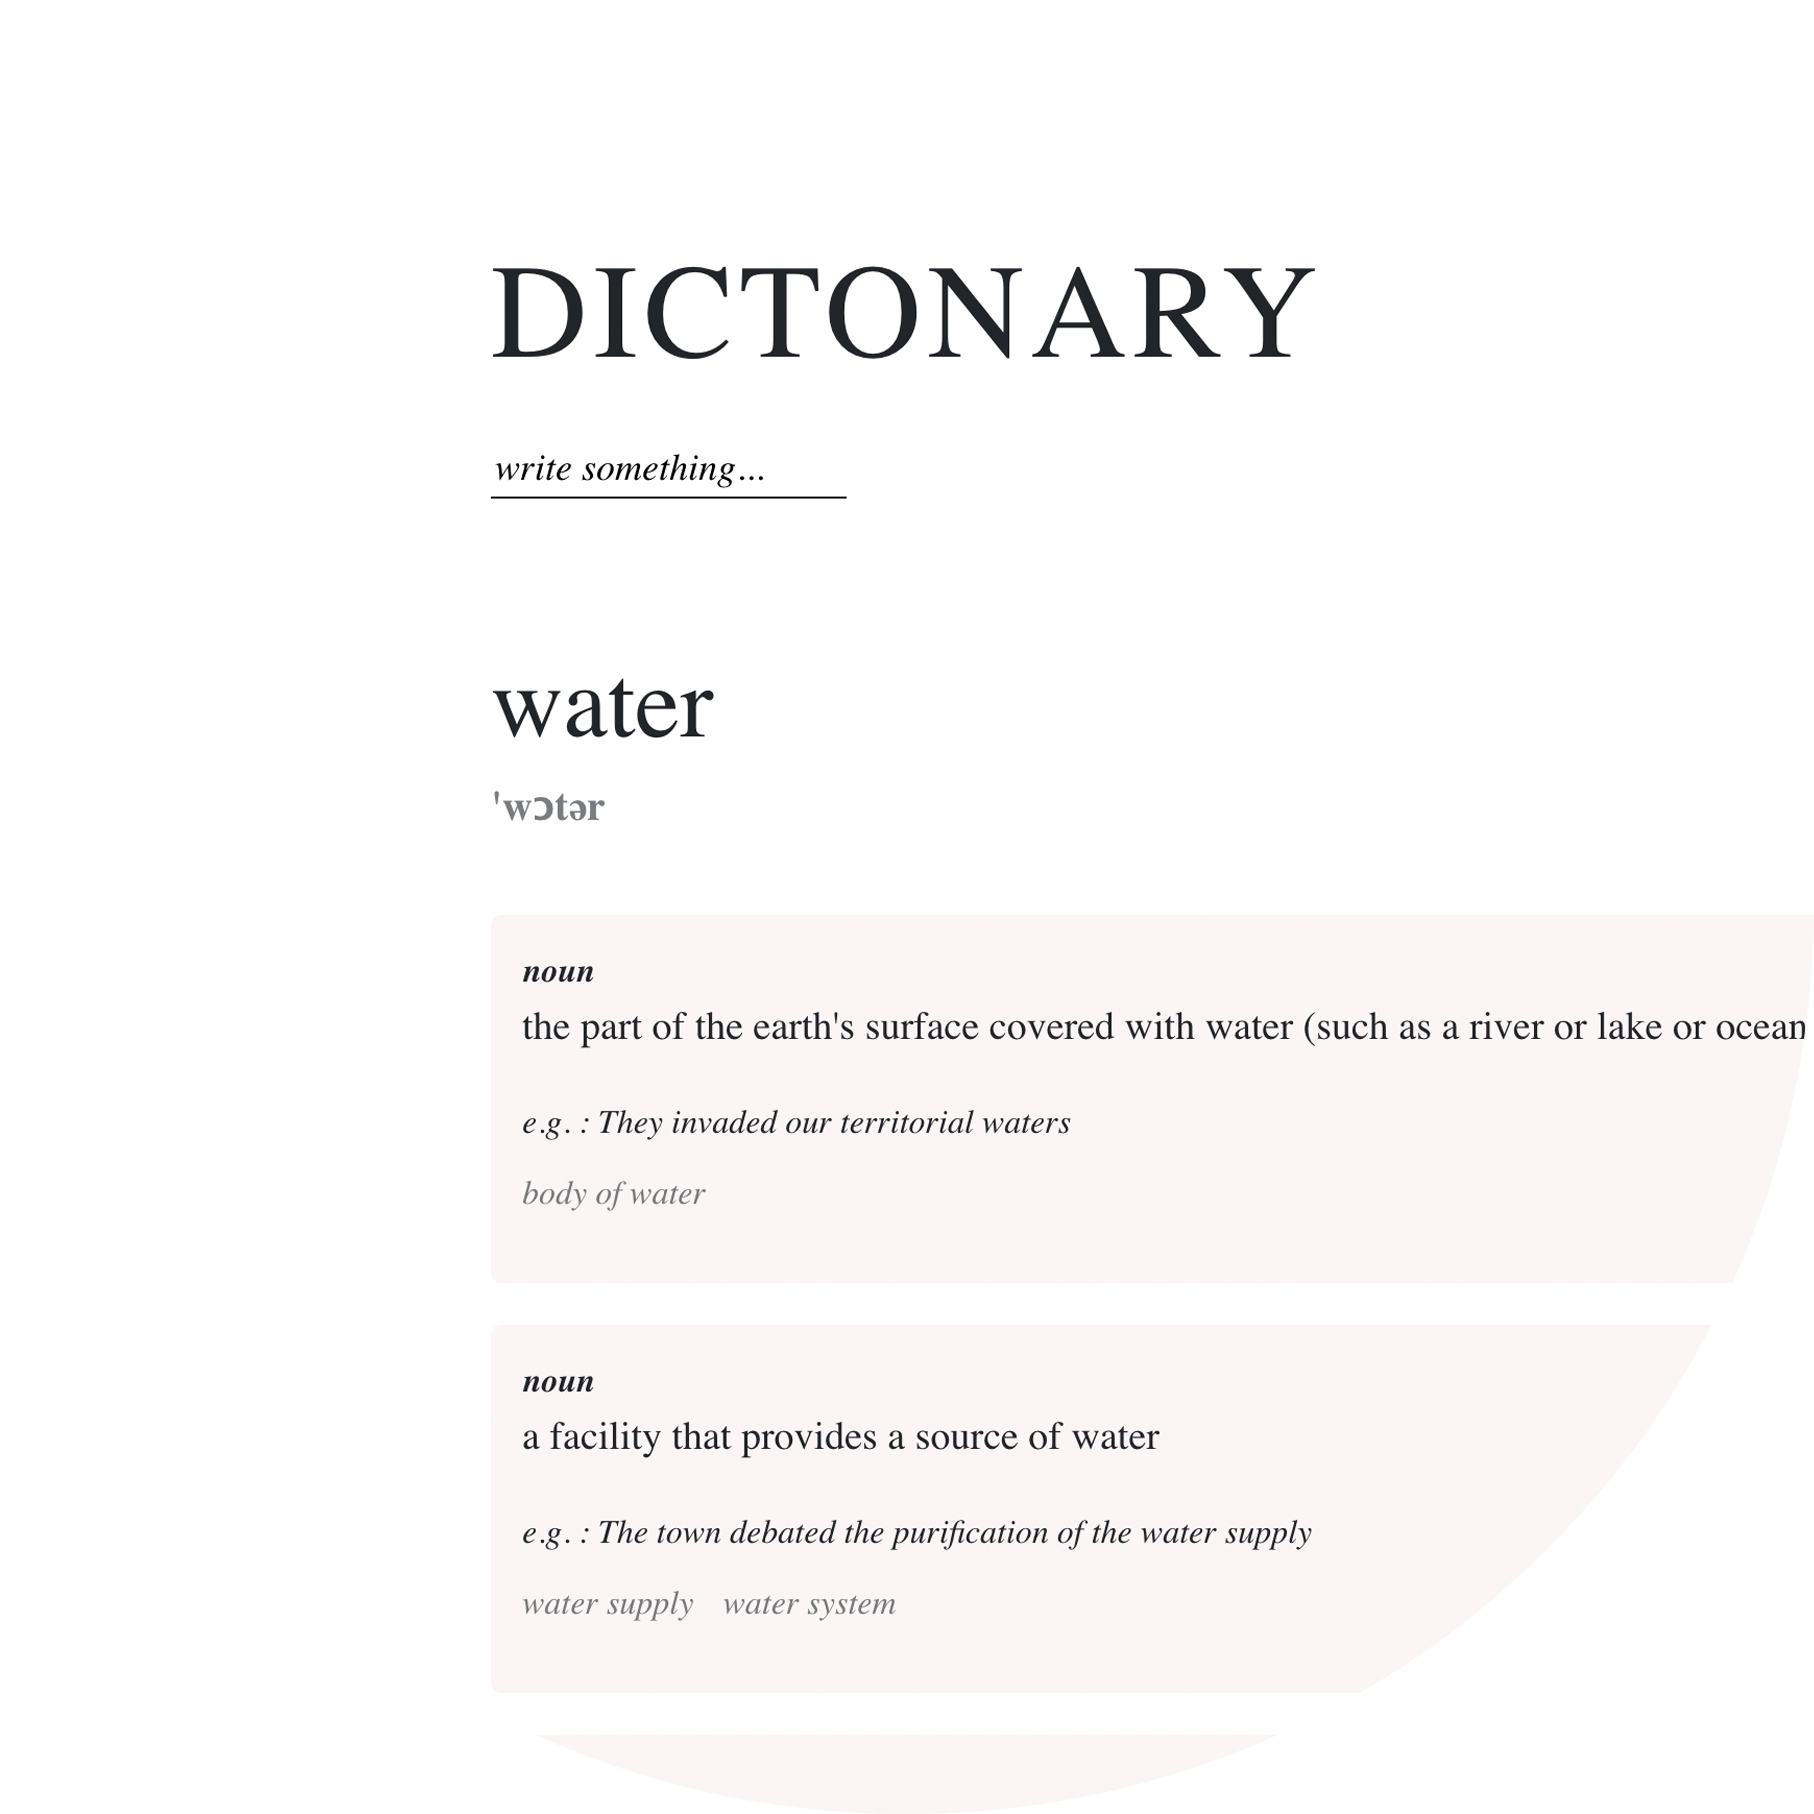 DICTONARY
write something...
water
ˈwɔtər
noun
the part of the earth's surface covered with water (such as a river or lake or ocean
e.g. : They invaded our territorial waters
body of water
noun
a facility that provides a source of water
e.g. : The town debated the purification of the water supply
water supply water system